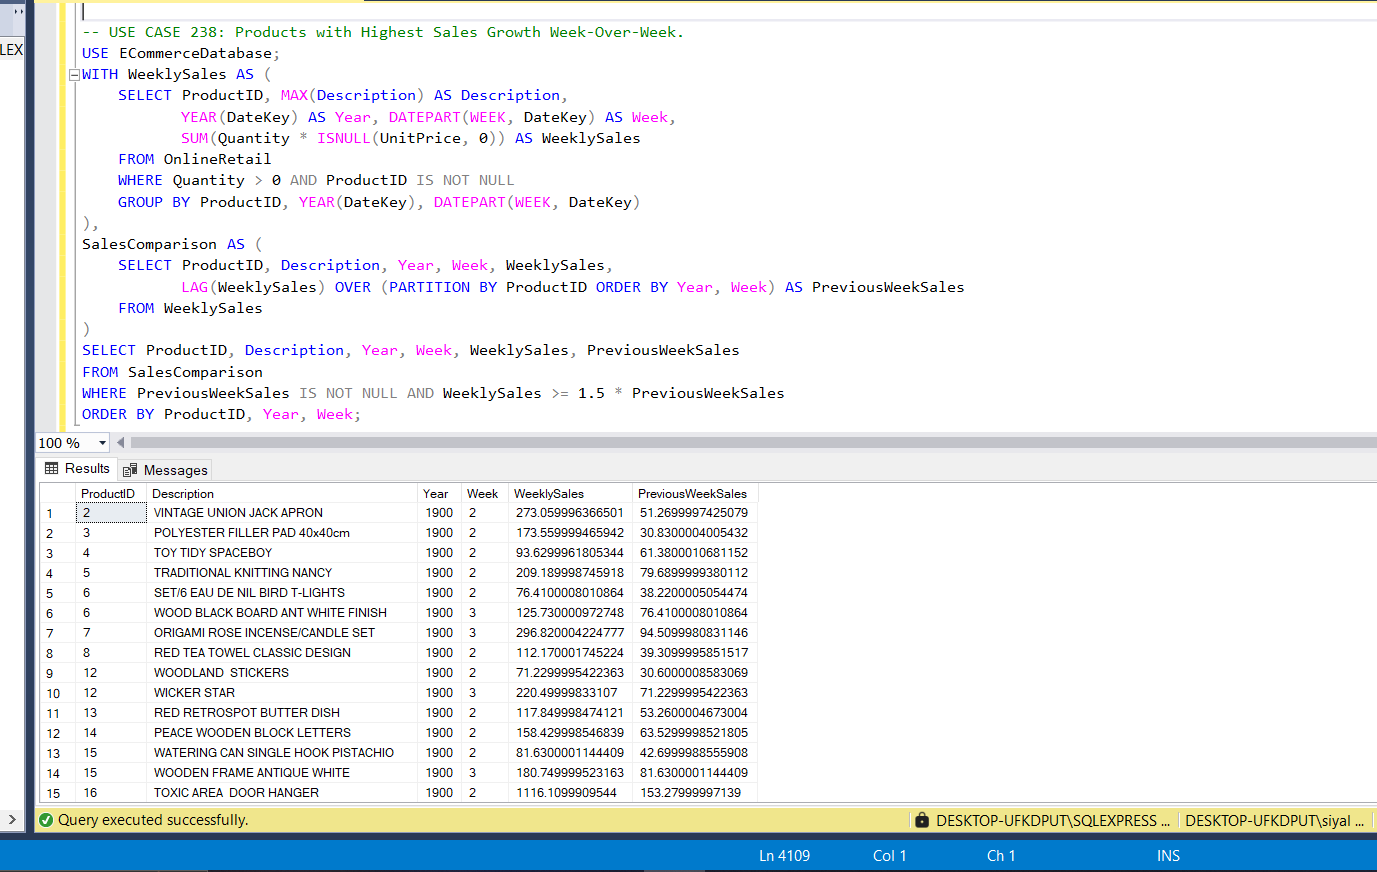 LEX
-- USE CASE 238: Products with Highest Sales Growth Week-Over-Week.
USE ECommerceDatabase;
WITH WeeklySales AS (
SELECT ProductID, MAX(Description) AS Description,
YEAR(DateKey) AS Year, DATEPART(WEEK, DateKey) AS Week,
SUM(Quantity * ISNULL(UnitPrice, 0)) AS WeeklySales
FROM OnlineRetail
WHERE Quantity > 0 AND ProductID IS NOT NULL
GROUP BY ProductID, YEAR(DateKey), DATEPART(WEEK, DateKey)
),
SalesComparison AS (
SELECT ProductID, Description, Year, Week, WeeklySales,
LAG(WeeklySales) OVER (PARTITION BY ProductID ORDER BY Year, Week) AS PreviousWeekSales
FROM WeeklySales
)
SELECT ProductID, Description, Year, Week, WeeklySales, PreviousWeekSales
FROM SalesComparison
WHERE PreviousWeekSales IS NOT NULL AND WeeklySales >= 1.5 * PreviousWeekSales
ORDER BY ProductID, Year, Week;
100 %
Results Messages
ProductID Description Year Week WeeklySales PreviousWeekSales
1 2 VINTAGE UNION JACK APRON 1900 2 273.059996366501 51.2699997425079
2 3 POLYESTER FILLER PAD 40x40cm 1900 2 173.559999465942 30.8300004005432
3 4 TOY TIDY SPACEBOY 1900 2 93.6299961805344 61.3800010681152
4 5 TRADITIONAL KNITTING NANCY 1900 2 209.189998745918 79.6899999380112
5 6 SET/6 EAU DE NIL BIRD T-LIGHTS 1900 2 76.4100008010864 38.2200005054474
6 6 WOOD BLACK BOARD ANT WHITE FINISH 1900 3 125.730000972748 76.4100008010864
7 7 ORIGAMI ROSE INCENSE/CANDLE SET 1900 3 296.820004224777 94.5099980831146
8 8 RED TEA TOWEL CLASSIC DESIGN 1900 2 112.170001745224 39.3099995851517
9 12 WOODLAND  STICKERS 1900 2 71.2299995422363 30.6000008583069
10 12 WICKER STAR 1900 3 220.49999833107 71.2299995422363
11 13 RED RETROSPOT BUTTER DISH 1900 2 117.849998474121 53.2600004673004
12 14 PEACE WOODEN BLOCK LETTERS 1900 2 158.429998546839 63.5299998521805
13 15 WATERING CAN SINGLE HOOK PISTACHIO 1900 2 81.6300001144409 42.6999988555908
14 15 WOODEN FRAME ANTIQUE WHITE 1900 3 180.749999523163 81.6300001144409
15 16 TOXIC AREA  DOOR HANGER 1900 2 1116.1099909544 153.27999997139
Query executed successfully. DESKTOP-UFKDPUT\SQLEXPRESS ... DESKTOP-UFKDPUT\siyal ...
Ln 4109 Col 1 Ch 1 INS